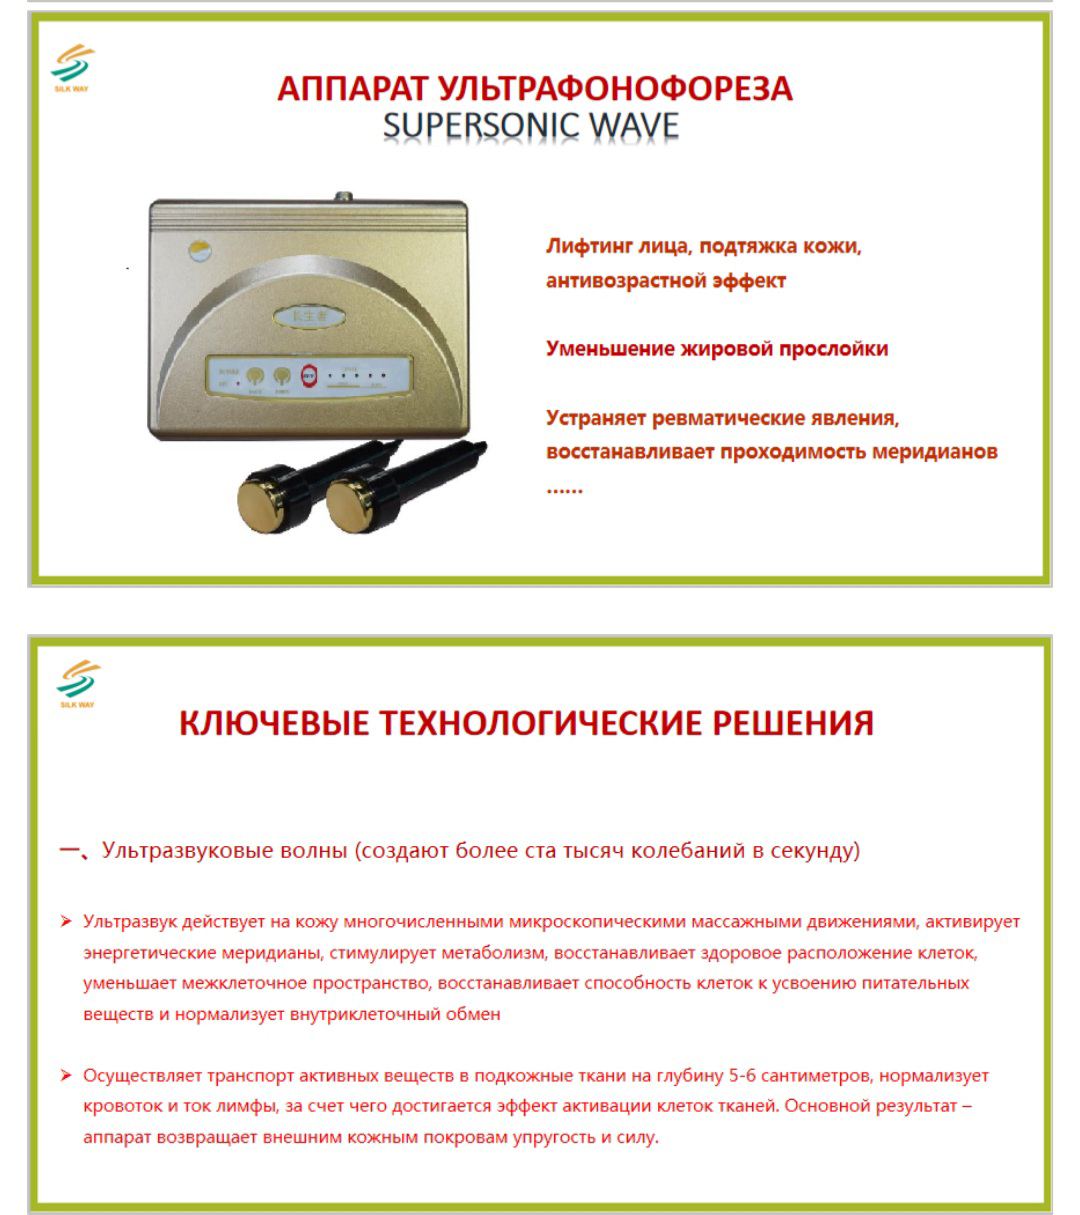 SILK WAY
АППАРАТ УЛЬТРАФОНОФОРЕЗА
SUPERSONIC WAVE
长生者
Лифтинг лица, подтяжка кожи,
антивозрастной эффект
Уменьшение жировой прослойки
Устраняет ревматические явления,
восстанавливает проходимость меридианов
......
SILK WAY
КЛЮЧЕВЫЕ ТЕХНОЛОГИЧЕСКИЕ РЕШЕНИЯ
一、Ультразвуковые волны (создают более ста тысяч колебаний в секунду)
➢ Ультразвук действует на кожу многочисленными микроскопическими массажными движениями, активирует
энергетические меридианы, стимулирует метаболизм, восстанавливает здоровое расположение клеток,
уменьшает межклеточное пространство, восстанавливает способность клеток к усвоению питательных
веществ и нормализует внутриклеточный обмен
➢ Осуществляет транспорт активных веществ в подкожные ткани на глубину 5-6 сантиметров, нормализует
кровоток и ток лимфы, за счет чего достигается эффект активации клеток тканей. Основной результат –
аппарат возвращает внешним кожным покровам упругость и силу.